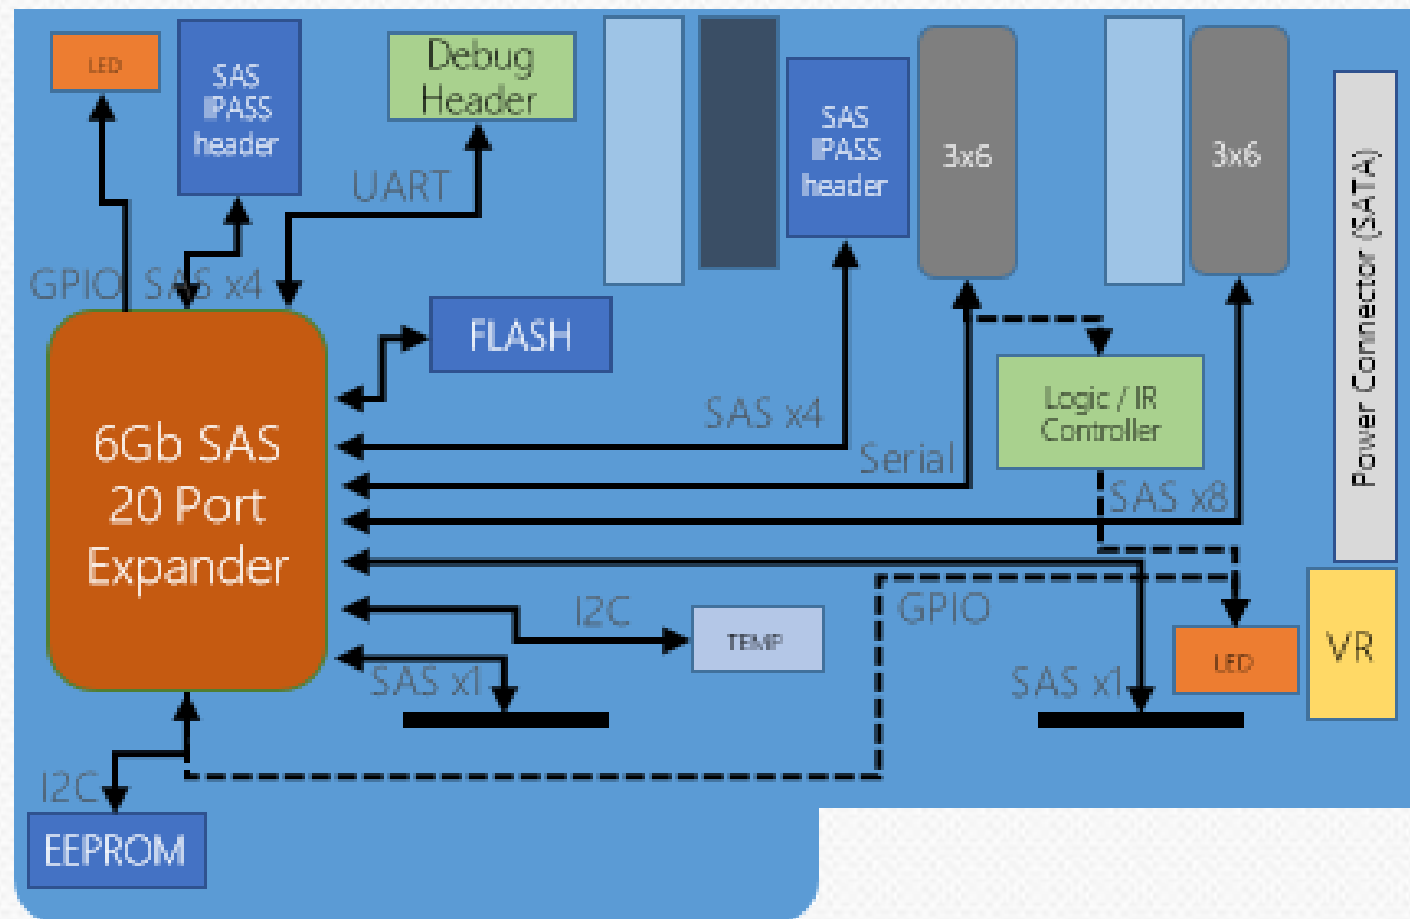 LED
SAS
IPASS
header
Debug
Header
UART
GPIO
SAS x4
SAS
IPASS
header
3x6
3x6
Power Connector (SATA)
FLASH
6Gb SAS
20 Port
Expander
SAS x4
Serial
Logic / IR
Controller
SAS x8
I2C
TEMP
GPIO
SAS x1
SAS x1
LED
VR
I2C
EEPROM